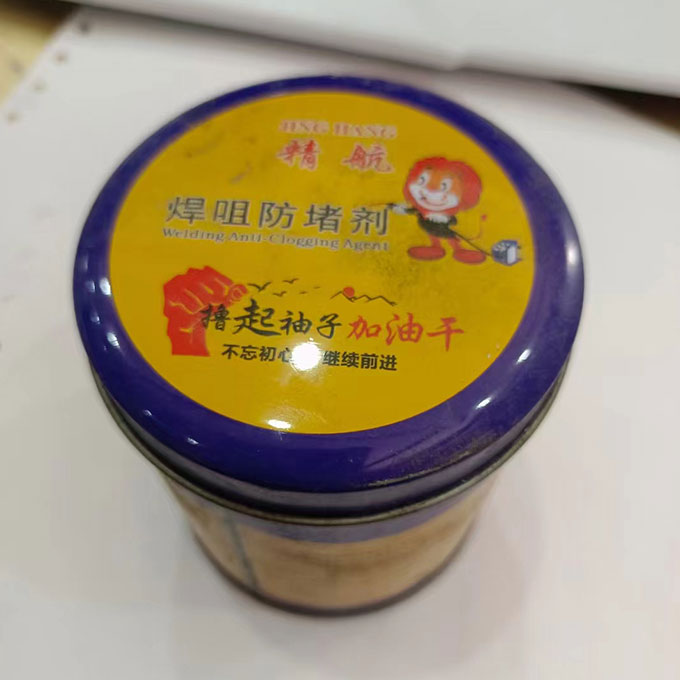 JING HANG
精航
焊咀防堵剂
Welding Anti-Clogging Agent
撸起袖子加油干
不忘初心 继续前进